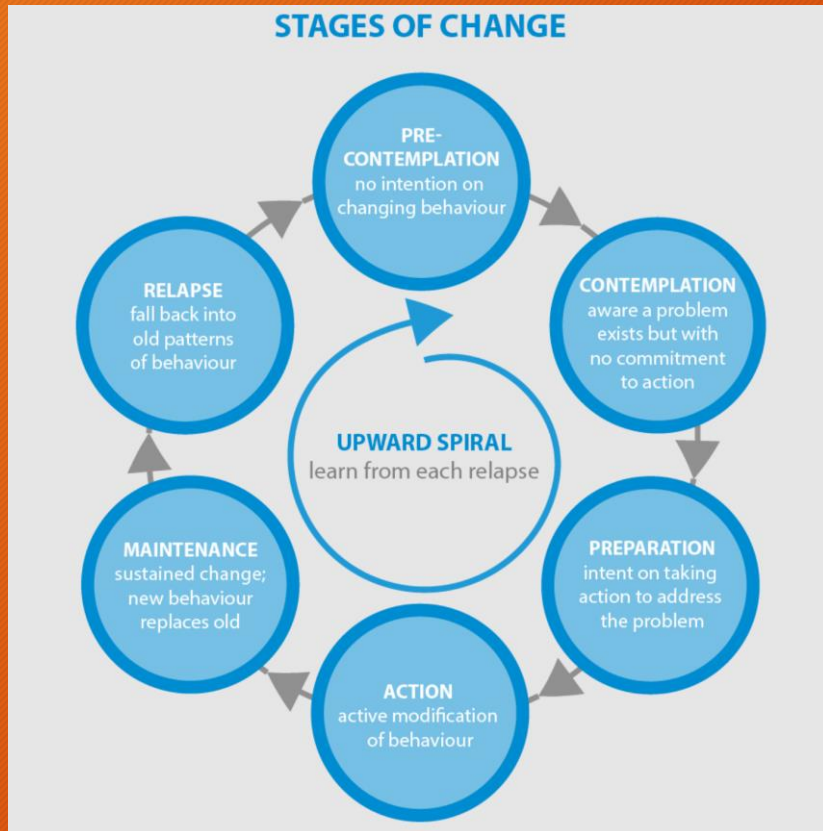 STAGES OF CHANGE
PRE-
CONTEMPLATION
no intention on
changing behaviour
CONTEMPLATION
aware a problem
exists but with
no commitment
to action
PREPARATION
intent on taking
action to address
the problem
ACTION
active modification
of behaviour
MAINTENANCE
sustained change;
new behaviour
replaces old
RELAPSE
fall back into
old patterns
of behaviour
UPWARD SPIRAL
learn from each relapse